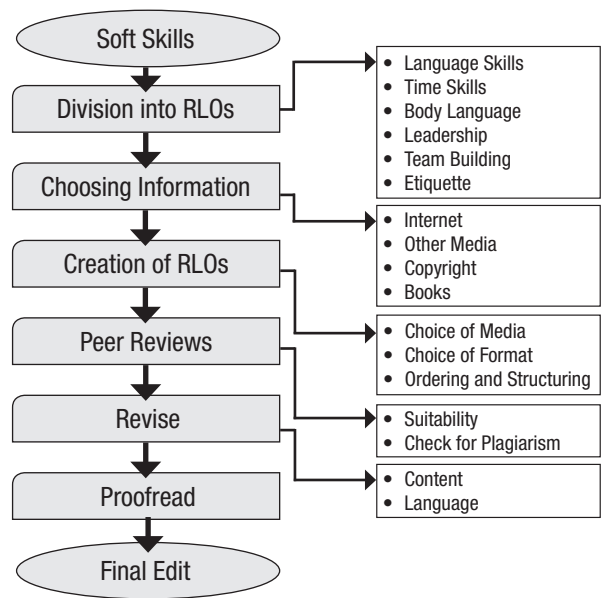 Soft Skills
Division into RLOs
• Language Skills
• Time Skills
• Body Language
• Leadership
• Team Building
• Etiquette
Choosing Information
• Internet
• Other Media
• Copyright
• Books
Creation of RLOs
• Choice of Media
• Choice of Format
• Ordering and Structuring
Peer Reviews
• Suitability
• Check for Plagiarism
Revise
• Content
• Language
Proofread
Final Edit